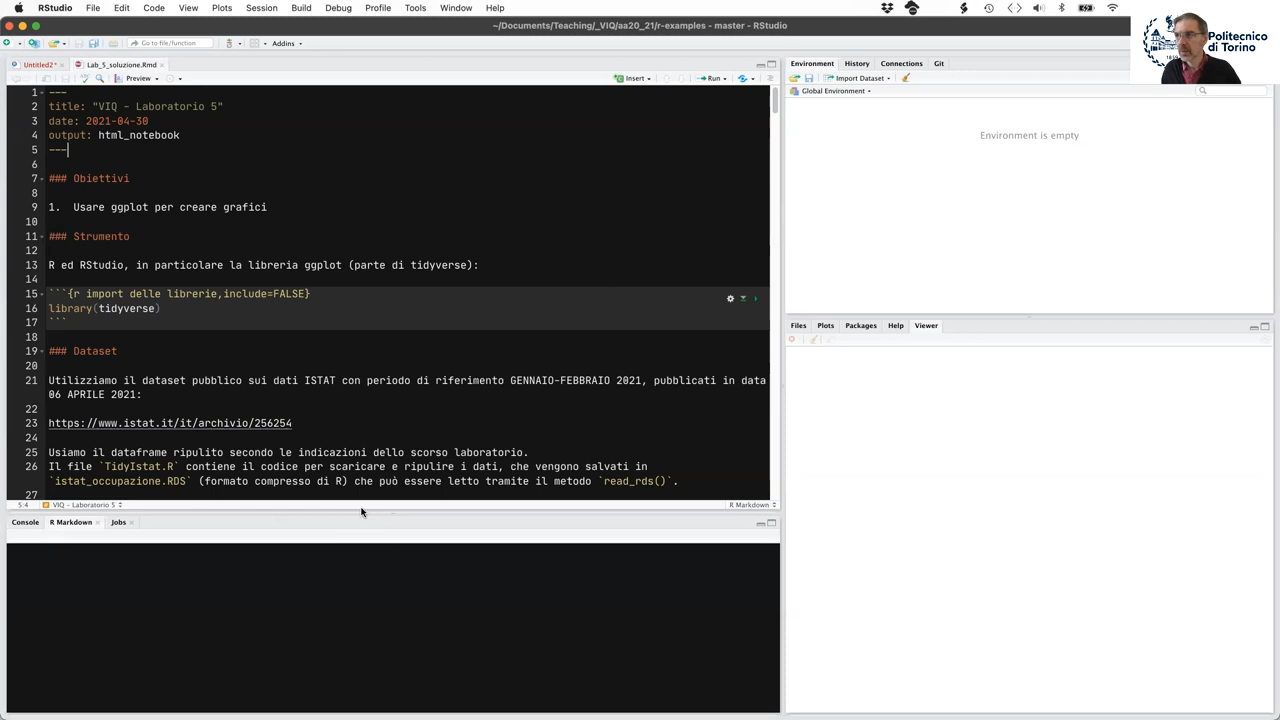 RStudio File Edit Code View Plots Session Build Debug Profile Tools Window Help
~/Documents/Teaching/_VIQ/aa20_21/r-examples - master - RStudio
Politecnico
di Torino
Go to file/function Addins
Untitled2* Lab_5_soluzione.Rmd
Preview Insert Run
1 ---
2 title: "VIQ - Laboratorio 5"
3 date: 2021-04-30
4 output: html_notebook
5 ---
6
7 ### Obiettivi
8
9 1. Usare ggplot per creare grafici
10
11 ### Strumento
12
13 R ed RStudio, in particolare la libreria ggplot (parte di tidyverse):
14
15 ```{r import delle librerie,include=FALSE}
16 library(tidyverse)
17 ```
18
19 ### Dataset
20
21 Utilizziamo il dataset pubblico sui dati ISTAT con periodo di riferimento GENNAIO-FEBBRAIO 2021, pubblicati in data
06 APRILE 2021:
22
23 https://www.istat.it/it/archivio/256254
24
25 Usiamo il dataframe ripulito secondo le indicazioni dello scorso laboratorio.
26 Il file `TidyIstat.R` contiene il codice per scaricare e ripulire i dati, che vengono salvati in
`istat_occupazione.RDS` (formato compresso di R) che può essere letto tramite il metodo `read_rds()`.
27
5:4 VIQ - Laboratorio 5 R Markdown
Console R Markdown Jobs
Environment History Connections Git
Import Dataset
Global Environment
Environment is empty
Files Plots Packages Help Viewer